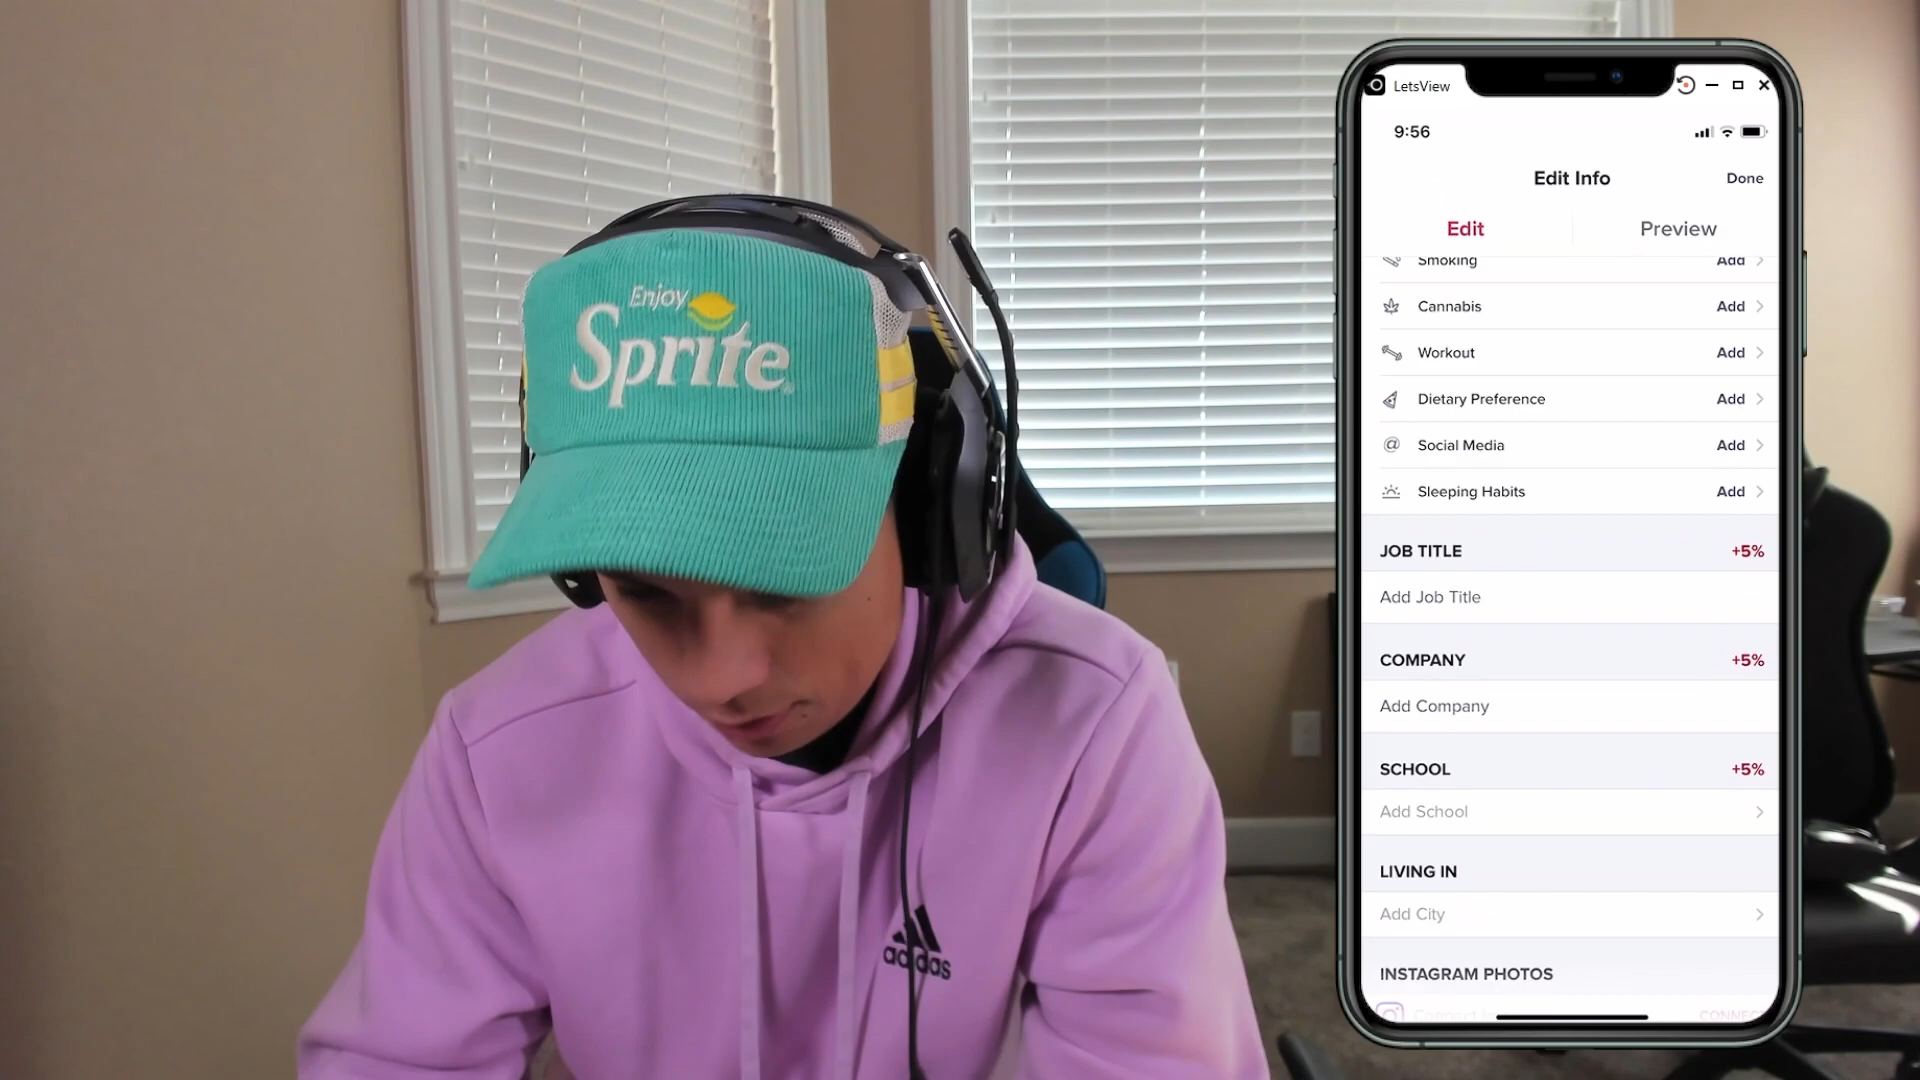 Enjoy
Sprite
adidas
LetsView
9:56
Edit Info
Done
Edit
Preview
Smoking
Add
Cannabis
Add
Workout
Add
Dietary Preference
Add
Social Media
Add
Sleeping Habits
Add
JOB TITLE
+5%
Add Job Title
COMPANY
+5%
Add Company
SCHOOL
+5%
Add School
LIVING IN
Add City
INSTAGRAM PHOTOS
CONNECT